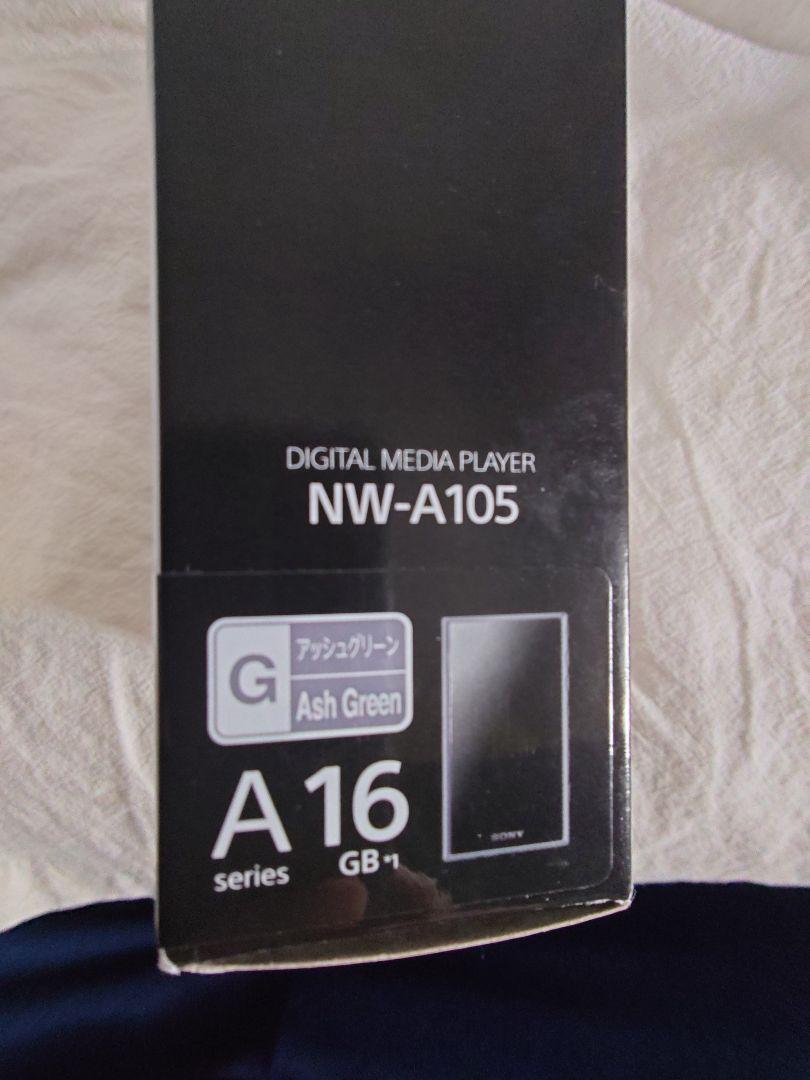 DIGITAL MEDIA PLAYER
NW-A105
G
アッシュグリーン
Ash Green
A 16
series GB *1
SONY